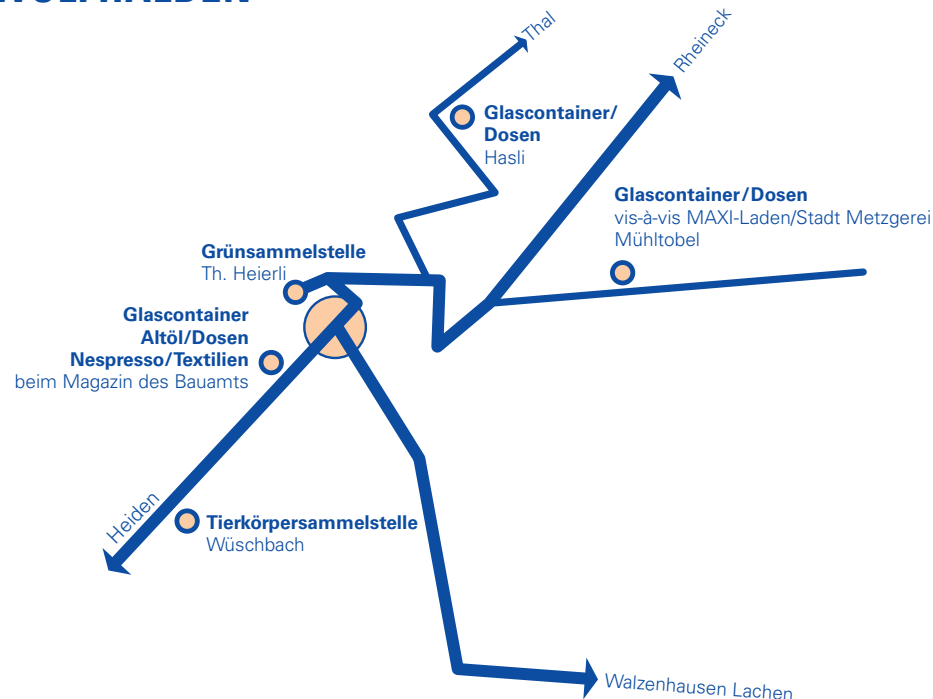 Thal
Rheineck
Glascontainer/
Dosen
Hasli
Glascontainer/Dosen
vis-à-vis MAXI-Laden/Stadt Metzgerei
Mühltobel
Grünsammelstelle
Th. Heierli
Glascontainer
Altöl/Dosen
Nespresso/Textilien
beim Magazin des Bauamts
Heiden
Tierkörpersammelstelle
Wüschbach
Walzenhausen Lachen